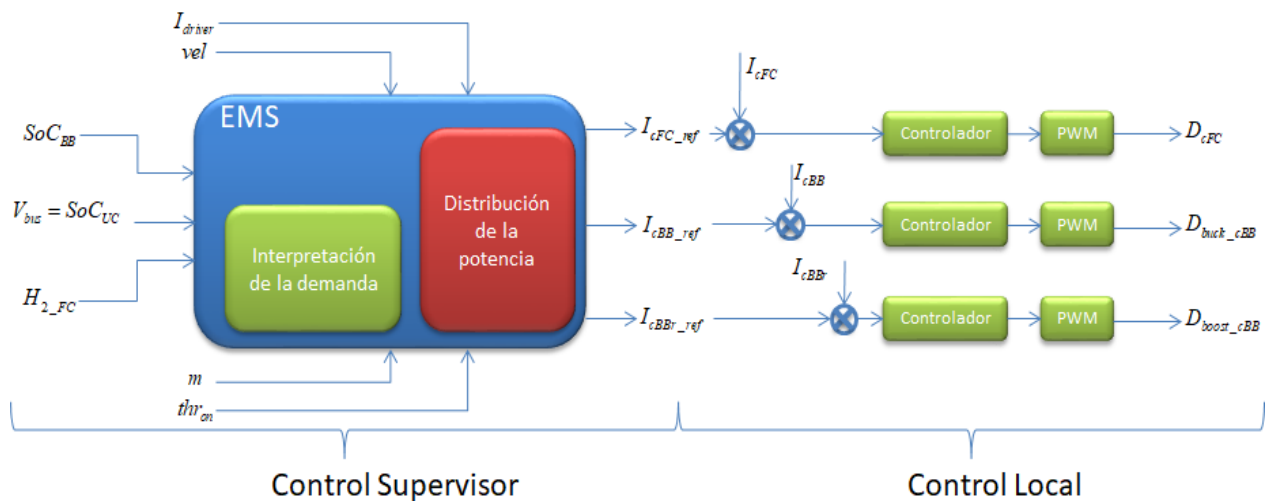 I_driver
vel
EMS
SoC_BB
V_bus = SoC_UC
H_2_FC
Interpretación
de la demanda
Distribución
de la
potencia
m
thr_on
I_cFC_ref
I_cBB_ref
I_cBBr_ref
I_cFC
I_cBB
I_cBBr
Controlador
PWM
D_cFC
Controlador
PWM
D_buck_cBB
Controlador
PWM
D_boost_cBB
Control Supervisor
Control Local